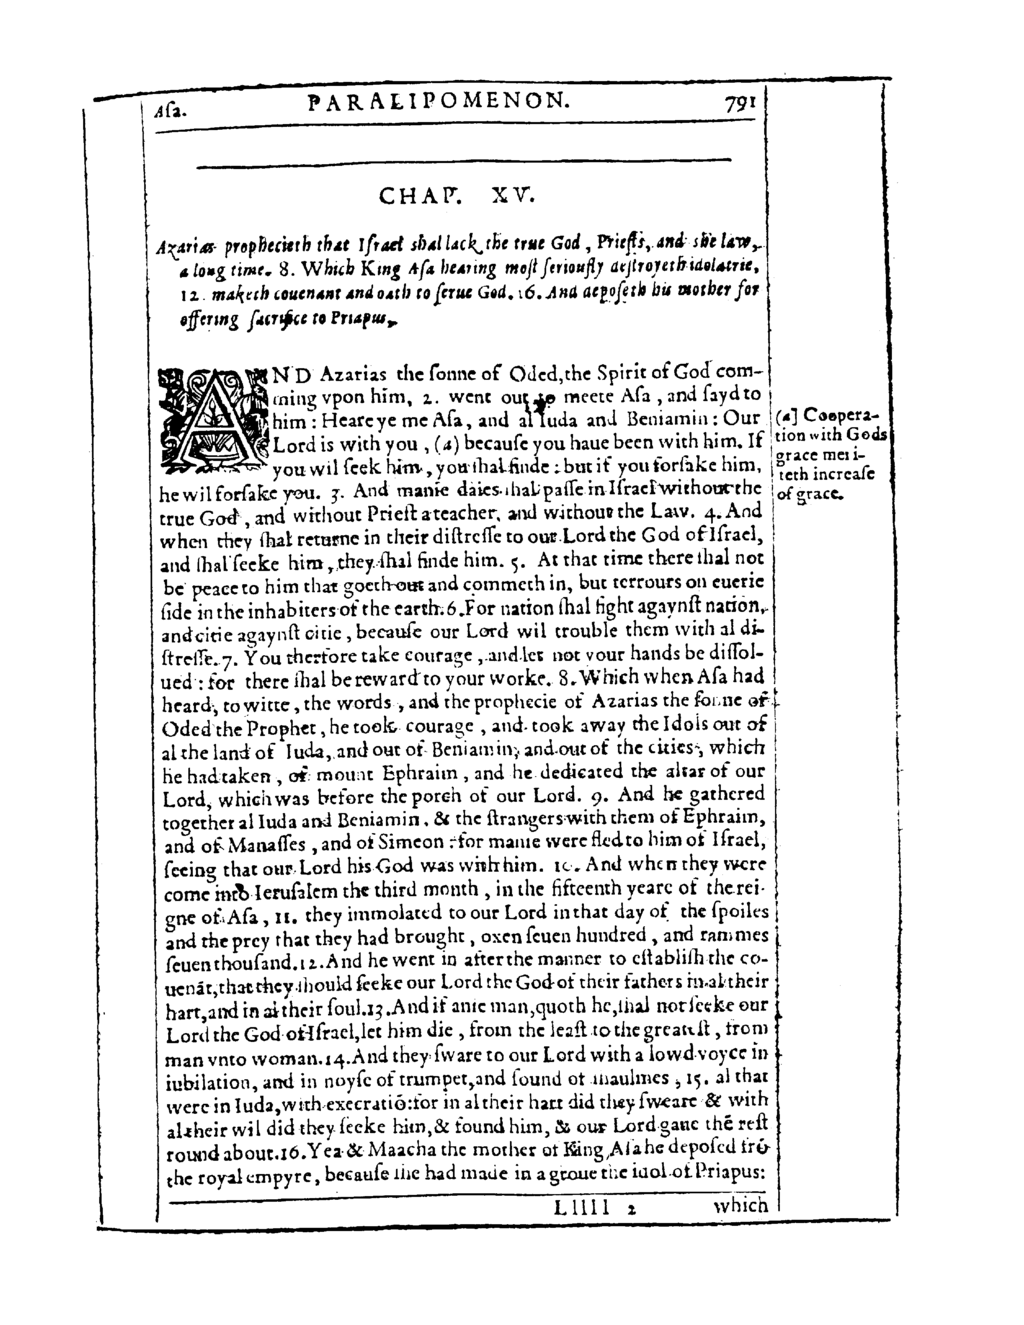 Aſa. PARALIPOMENON. 791
CHAP. XV.
Azarias prophecieth that Iſrael ſhal lack the true God, Prieſts, and the law,
a long time. 8. Which King Aſa hearing moſt ſeriouſly deſtroyeth idolatrie,
12. maketh couenant and oath to ſerue God. 16. And depoſeth his mother for
offering ſacrifice to Priapus.
AND Azarias the ſonne of Oded, the Spirit of God com-
ming vpon him, 2. went out to meete Aſa, and ſayd to
him: Heare ye me Aſa, and al Iuda and Beniamin: Our
Lord is with you, (a) becauſe you haue been with him. If
you wil ſeek him, you ſhal finde: but if you forſake him,
he wil forſake you. 3. And manie daies ſhal paſſe in Iſrael without the
true God, and without Prieſt a teacher, and without the Law. 4. And
when they ſhal returne in their diſtreſſe to our Lord the God of Iſrael,
and ſhal ſeeke him, they ſhal finde him. 5. At that time there ſhal not
be peace to him that goeth out and commeth in, but terrours on euerie
ſide in the inhabiters of the earth. 6. For nation ſhal fight agaynſt nation,
and citie agaynſt citie, becauſe our Lord wil trouble them with al di-
ſtreſſe. 7. You therfore take courage, and let not your hands be diſſol-
ued: for there ſhal be reward to your worke. 8. Which when Aſa had
heard, to witte, the words, and the prophecie of Azarias the ſonne of
Oded the Prophet, he took courage, and took away the Idols out of
al the land of Iuda, and out of Beniamin, and out of the cities, which
he had taken, of mount Ephraim, and he dedicated the altar of our
Lord, which was before the porch of our Lord. 9. And he gathered
together al Iuda and Beniamin, & the ſtrangers with them of Ephraim,
and of Manaſſes, and of Simeon: for manie were fled to him of Iſrael,
ſeeing that our Lord his God was with him. 10. And when they were
come into Ieruſalem the third month, in the fifteenth yeare of the rei-
gne of Aſa, 11. they immolated to our Lord in that day of the ſpoiles
and the prey that they had brought, oxen ſeuen hundred, and rammes
ſeuen thouſand. 12. And he went in after the manner to eſtabliſh the co-
uenãt, that they ſhould ſeeke our Lord the God of their fathers in al their
hart, and in al their ſoul. 13. And if anie man, quoth he, ſhal not ſeeke our
Lord the God of Iſrael, let him die, from the leaſt to the greateſt, from
man vnto woman. 14. And they ſware to our Lord with a lowd voyce in
iubilation, and in noyſe of trumpet, and ſound of ſhaulmes, 15. al that
were in Iuda, with execratiõ: for in al their hart did they ſweare & with
al their wil did they ſeeke him, & found him, & our Lord gaue thẽ reſt
round about. 16. Yea & Maacha the mother of King Aſa he depoſed frõ
the royal empyre, becauſe ſhe had made in a groue the idol of Priapus:
Lllll 2 which
(a) Coopera-
tion with Gods
grace meri-
teth increaſe
of grace.